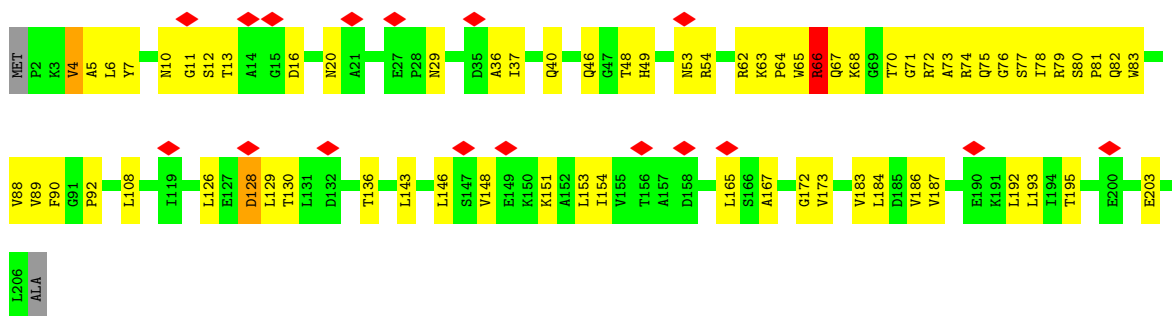 MET P2 K3 V4 A5 L6 Y7 N10 G11 S12 T13 A14 G15 D16 N20 A21 E27 P28 N29 D35 A36 I37 Q40 Q46 G47 T48 H49 N53 R54 R62 K63 P64 W65 R66 Q67 K68 G69 T70 G71 R72 A73 R74 Q75 G76 S77 I78 R79 S80 P81 Q82 W83
V88 V89 F90 G91 P92 L108 I119 L126 E127 D128 L129 T130 L131 D132 T136 L143 L146 S147 V148 E149 K150 K151 A152 L153 I154 V155 T156 A157 D158 L165 S166 A167 G172 V173 V183 L184 D185 V186 V187 E190 K191 L192 L193 I194 T195 E200 E203
L206 ALA